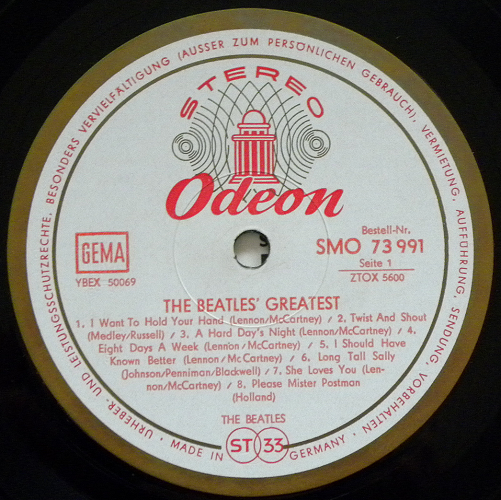 URHEBER- UND LEISTUNGSSCHUTZRECHTE, BESONDERS VERVIELFÄLTIGUNG (AUSSER ZUM PERSÖNLICHEN GEBRAUCH), VERMIETUNG, AUFFÜHRUNG, SENDUNG, VORBEHALTEN
STEREO
Odeon
GEMA
YBEX 50069
Bestell-Nr.
SMO 73 991
Seite 1
ZTOX 5600
THE BEATLES' GREATEST
1. I Want To Hold Your Hand (Lennon/McCartney) / 2. Twist And Shout
(Medley/Russell) / 3. A Hard Day's Night (Lennon/McCartney) / 4.
Eight Days A Week (Lennon/McCartney) / 5. I Should Have
Known Better (Lennon/McCartney) / 6. Long Tall Sally
(Johnson/Penniman/Blackwell) / 7. She Loves You (Len-
non/McCartney) / 8. Please Mister Postman
(Holland)
THE BEATLES
· MADE IN GERMANY ·
ST 33